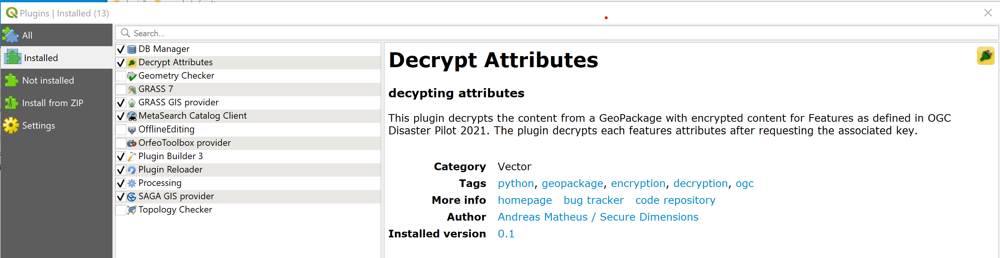 Plugins | Installed (13)
All
Installed
Not installed
Install from ZIP
Settings
Search...
DB Manager
Decrypt Attributes
Geometry Checker
GRASS 7
GRASS GIS provider
MetaSearch Catalog Client
OfflineEditing
OrfeoToolbox provider
Plugin Builder 3
Plugin Reloader
Processing
SAGA GIS provider
Topology Checker
Decrypt Attributes
decypting attributes
This plugin decrypts the content from a GeoPackage with encrypted content for Features as defined in OGC
Disaster Pilot 2021. The plugin decrypts each features attributes after requesting the associated key.
Category Vector
Tags python, geopackage, encryption, decryption, ogc
More info homepage bug tracker code repository
Author Andreas Matheus / Secure Dimensions
Installed version 0.1